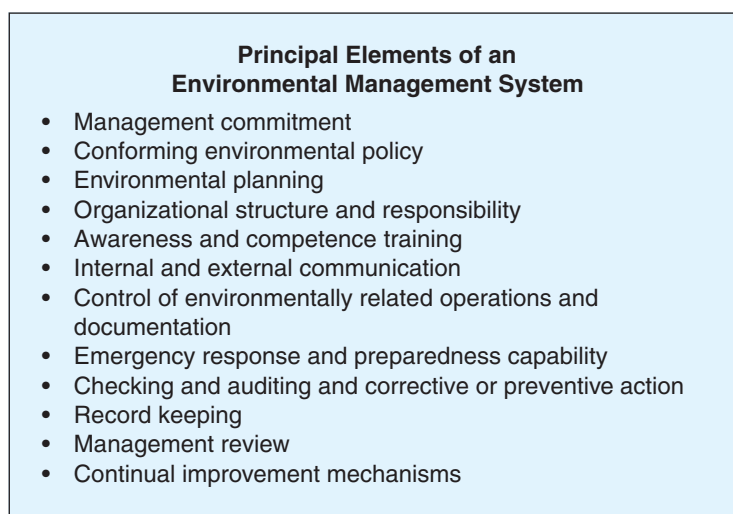 Principal Elements of an
Environmental Management System
• Management commitment
• Conforming environmental policy
• Environmental planning
• Organizational structure and responsibility
• Awareness and competence training
• Internal and external communication
• Control of environmentally related operations and
documentation
• Emergency response and preparedness capability
• Checking and auditing and corrective or preventive action
• Record keeping
• Management review
• Continual improvement mechanisms